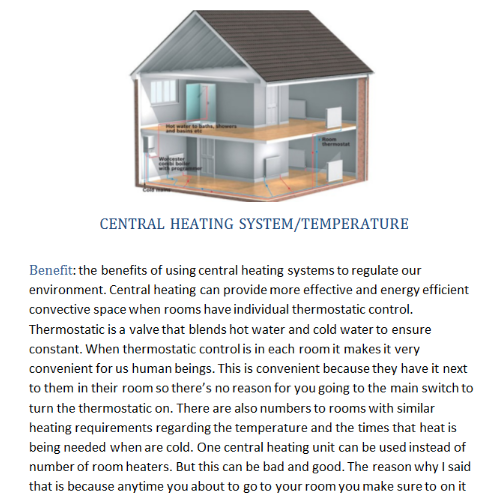 Hot water to baths, showers
and basins etc
Room
thermostat
Worcester
combi boiler
with programmer
Cold mains
CENTRAL HEATING SYSTEM/TEMPERATURE
Benefit: the benefits of using central heating systems to regulate our
environment. Central heating can provide more effective and energy efficient
convective space when rooms have individual thermostatic control.
Thermostatic is a valve that blends hot water and cold water to ensure
constant. When thermostatic control is in each room it makes it very
convenient for us human beings. This is convenient because they have it next
to them in their room so there's no reason for you going to the main switch to
turn the thermostatic on. There are also numbers to rooms with similar
heating requirements regarding the temperature and the times that heat is
being needed when are cold. One central heating unit can be used instead of
number of room heaters. But this can be bad and good. The reason why I said
that is because anytime you about to go to your room you make sure to on it